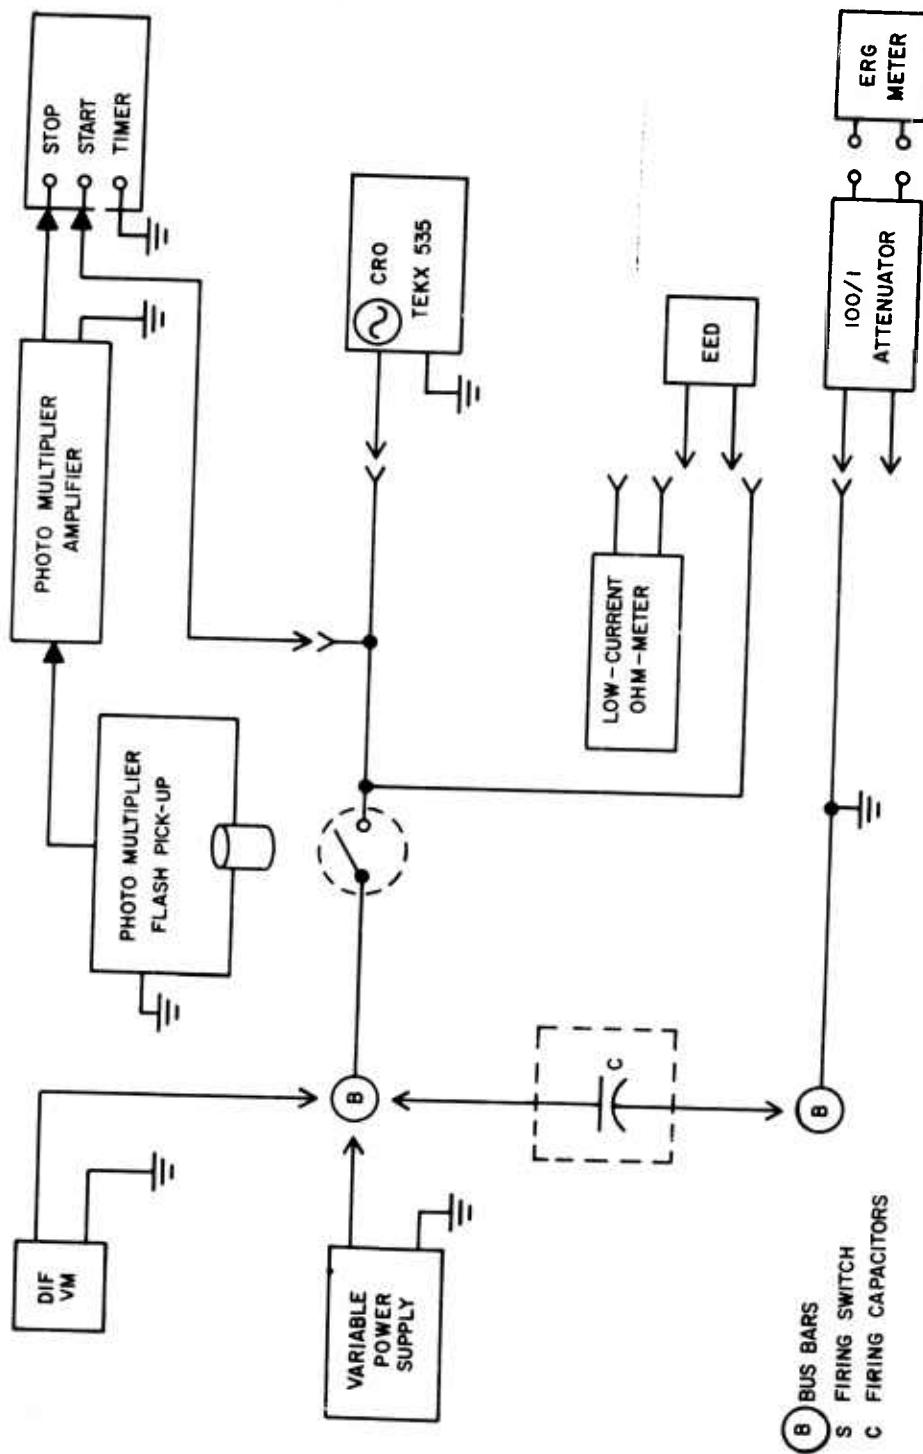 STOP
START
TIMER
PHOTO MULTIPLIER
AMPLIFIER
PHOTO MULTIPLIER
FLASH PICK-UP
DIF
VM
CRO
TEKX 535
B
VARIABLE
POWER
SUPPLY
C
LOW-CURRENT
OHM-METER
EED
B
100/1
ATTENUATOR
ERG
METER
B BUS BARS
S FIRING SWITCH
C FIRING CAPACITORS